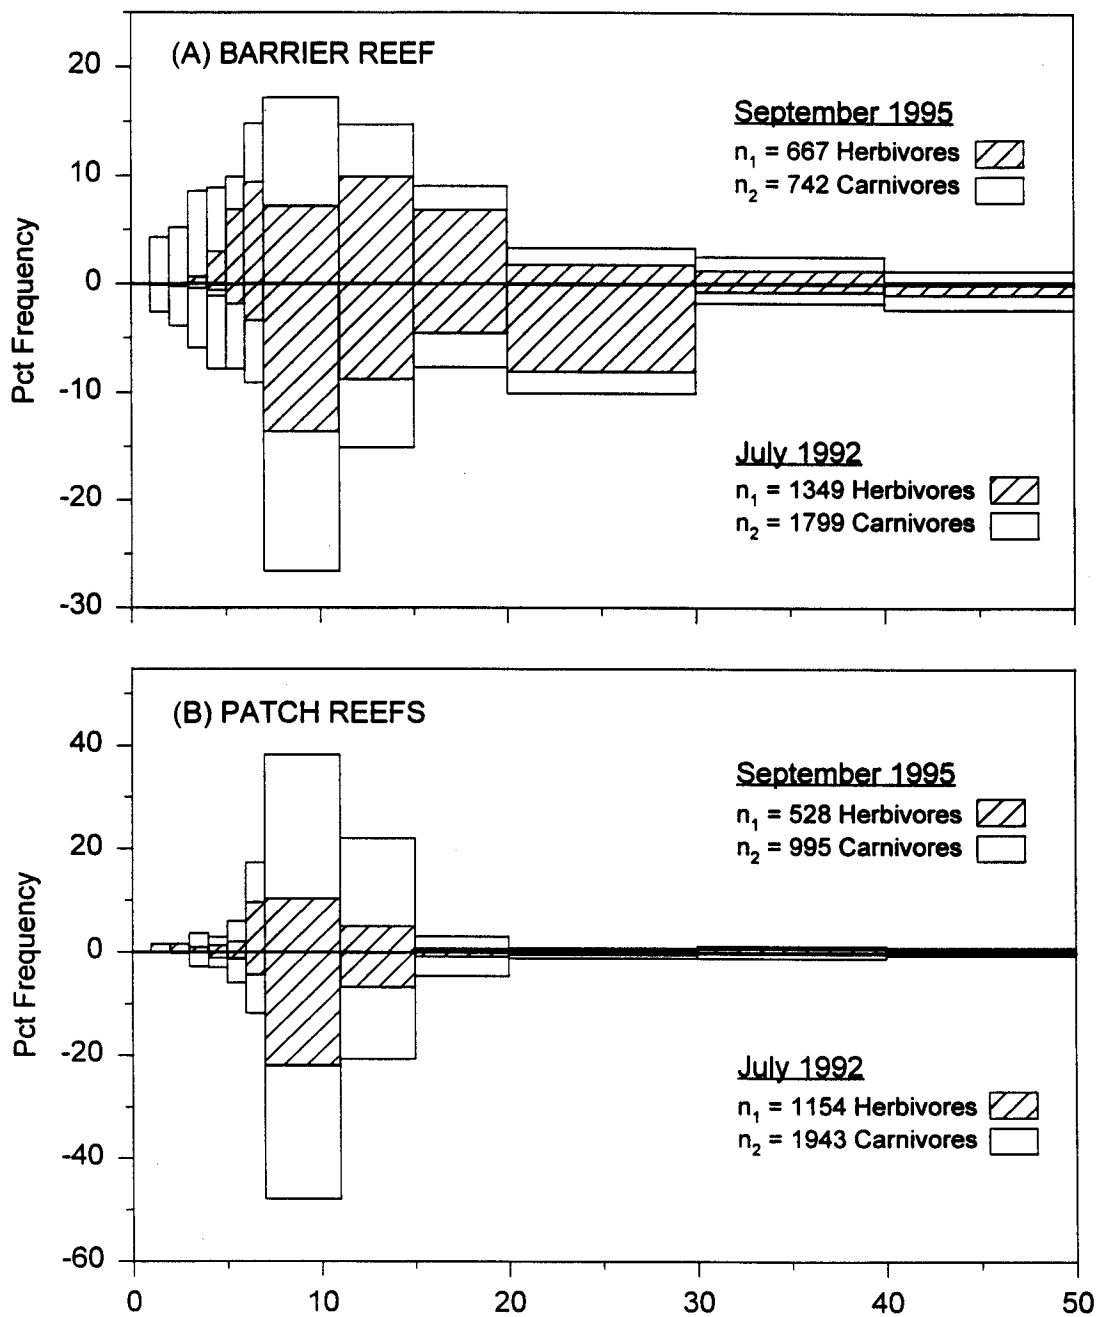 (A) BARRIER REEF
September 1995
n1 = 667 Herbivores
n2 = 742 Carnivores
July 1992
n1 = 1349 Herbivores
n2 = 1799 Carnivores
Pct Frequency
20
10
0
-10
-20
-30
(B) PATCH REEFS
September 1995
n1 = 528 Herbivores
n2 = 995 Carnivores
July 1992
n1 = 1154 Herbivores
n2 = 1943 Carnivores
Pct Frequency
40
20
0
-20
-40
-60
0 10 20 30 40 50